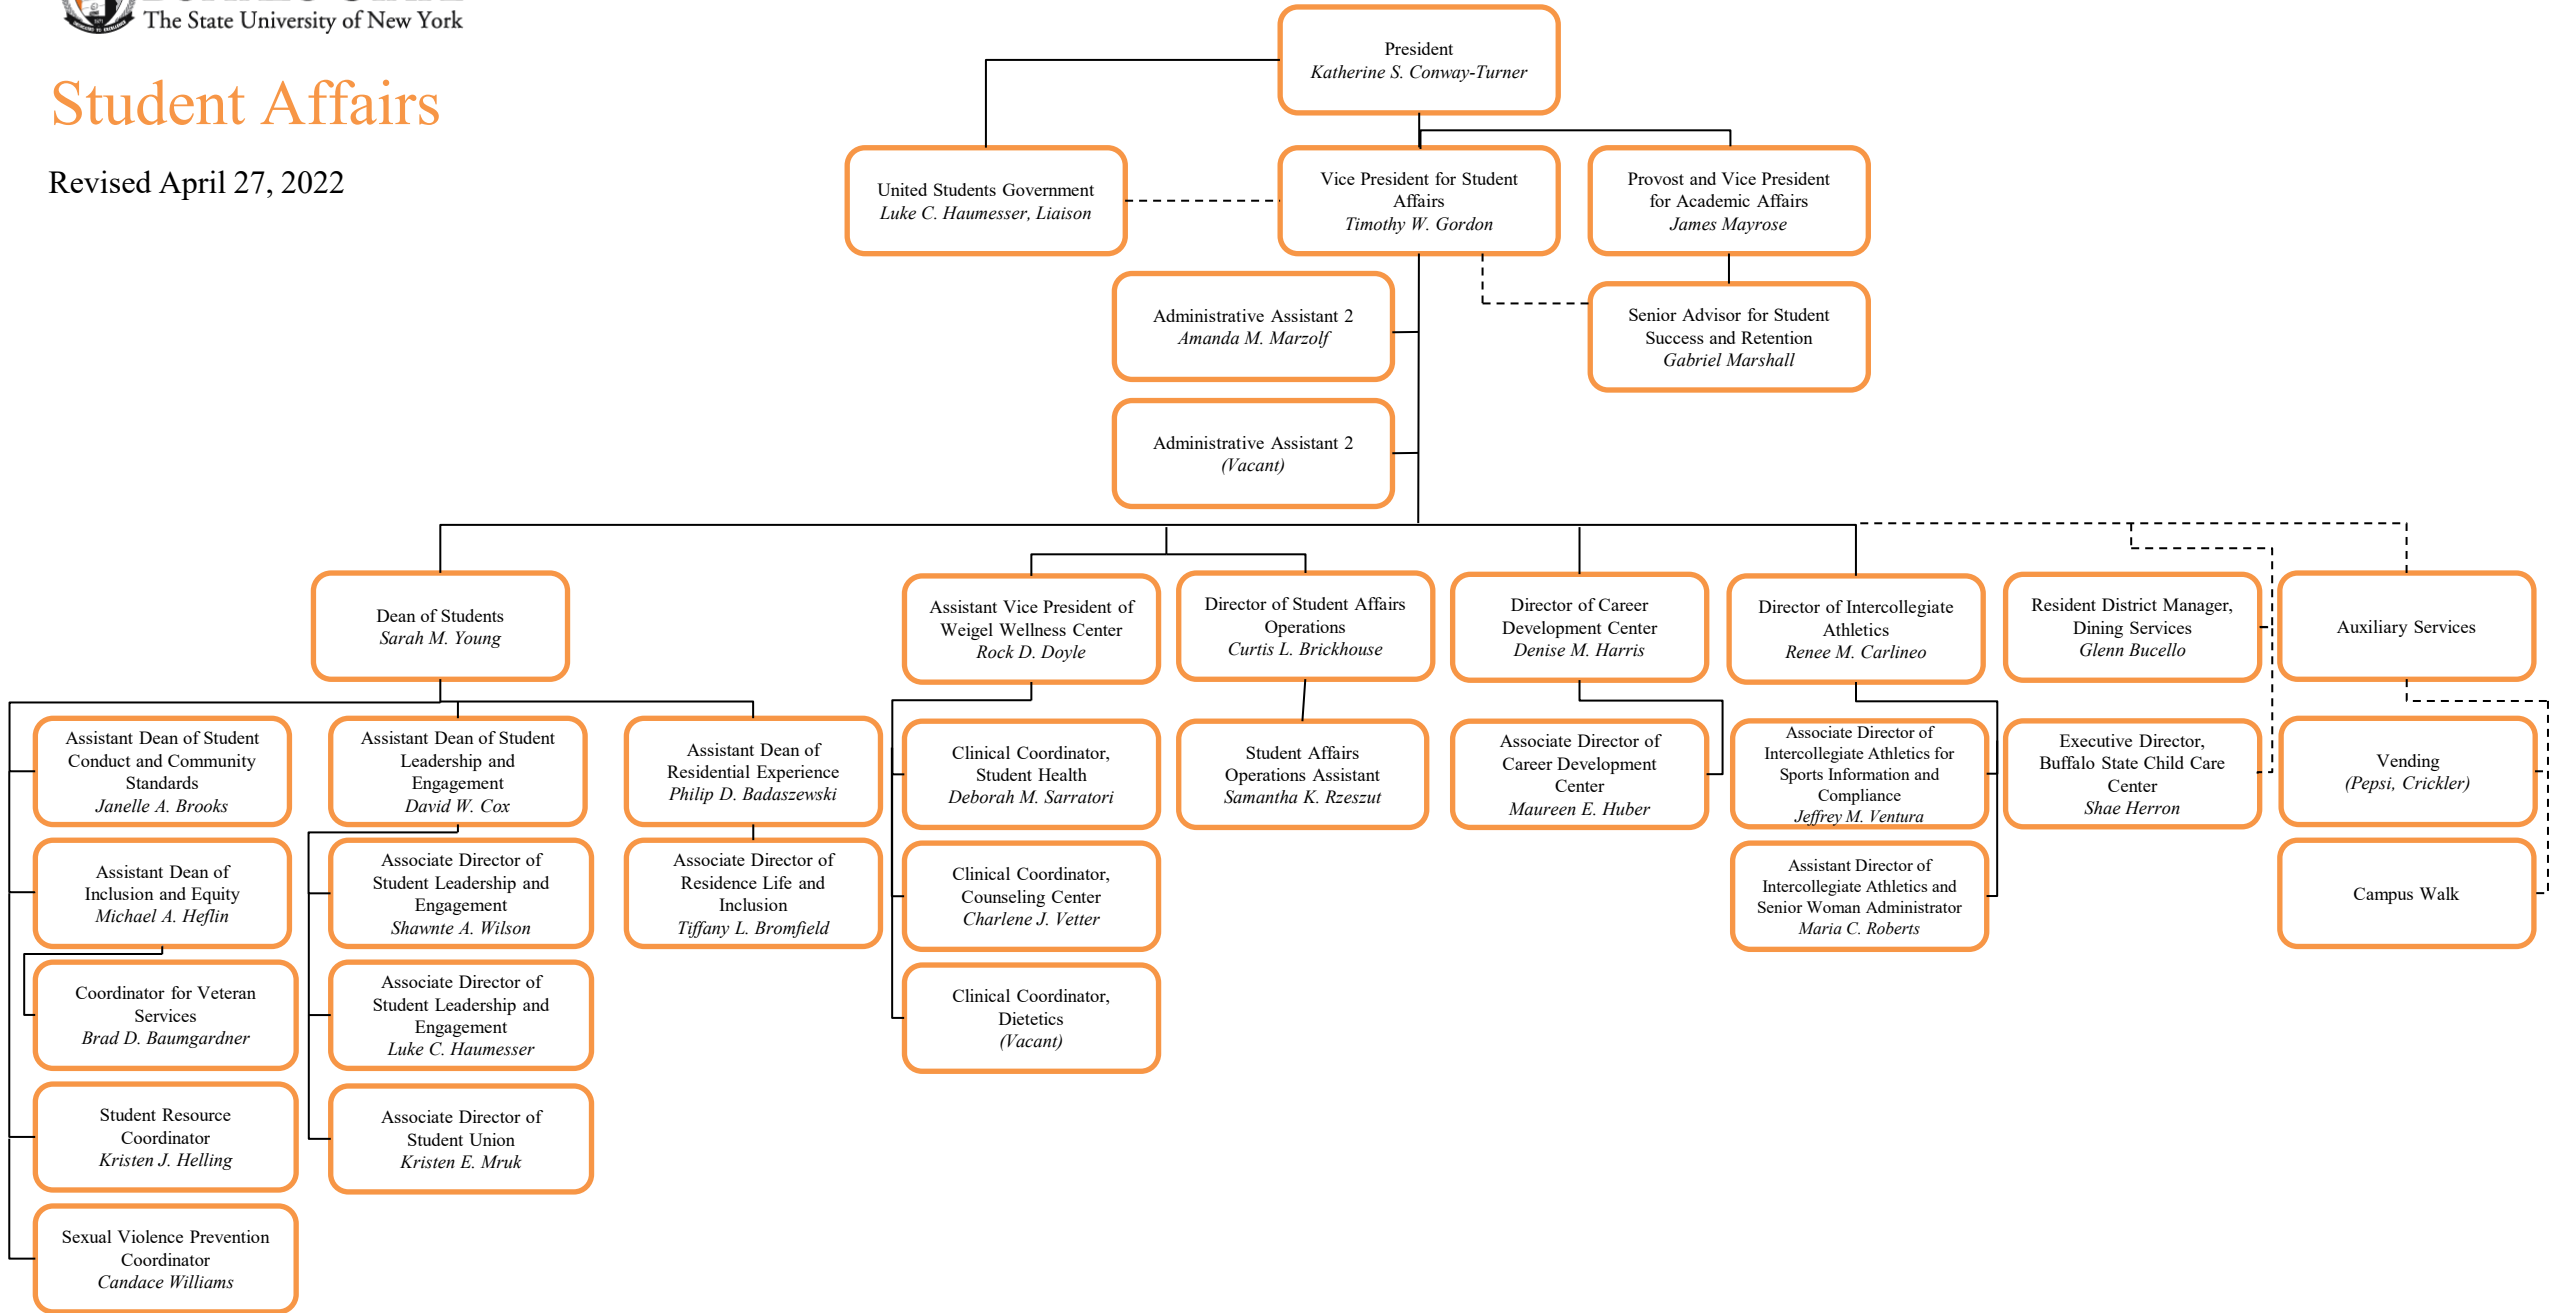 The State University of New York
Student Affairs
Revised April 27, 2022
President
Katherine S. Conway-Turner
United Students Government
Luke C. Haumesser, Liaison
Vice President for Student
Affairs
Timothy W. Gordon
Provost and Vice President
for Academic Affairs
James Mayrose
Administrative Assistant 2
Amanda M. Marzolf
Senior Advisor for Student
Success and Retention
Gabriel Marshall
Administrative Assistant 2
(Vacant)
Dean of Students
Sarah M. Young
Assistant Vice President of
Weigel Wellness Center
Rock D. Doyle
Director of Student Affairs
Operations
Curtis L. Brickhouse
Director of Career
Development Center
Denise M. Harris
Director of Intercollegiate
Athletics
Renee M. Carlineo
Resident District Manager,
Dining Services
Glenn Bucello
Auxiliary Services
Assistant Dean of Student
Conduct and Community
Standards
Janelle A. Brooks
Assistant Dean of Student
Leadership and
Engagement
David W. Cox
Assistant Dean of
Residential Experience
Philip D. Badaszewski
Clinical Coordinator,
Student Health
Deborah M. Sarratori
Student Affairs
Operations Assistant
Samantha K. Rzeszut
Associate Director of
Career Development
Center
Maureen E. Huber
Associate Director of
Intercollegiate Athletics for
Sports Information and
Compliance
Jeffrey M. Ventura
Executive Director,
Buffalo State Child Care
Center
Shae Herron
Vending
(Pepsi, Crickler)
Assistant Dean of
Inclusion and Equity
Michael A. Heflin
Associate Director of
Student Leadership and
Engagement
Shawnte A. Wilson
Associate Director of
Residence Life and
Inclusion
Tiffany L. Bromfield
Clinical Coordinator,
Counseling Center
Charlene J. Vetter
Assistant Director of
Intercollegiate Athletics and
Senior Woman Administrator
Maria C. Roberts
Campus Walk
Coordinator for Veteran
Services
Brad D. Baumgardner
Associate Director of
Student Leadership and
Engagement
Luke C. Haumesser
Clinical Coordinator,
Dietetics
(Vacant)
Student Resource
Coordinator
Kristen J. Helling
Associate Director of
Student Union
Kristen E. Mruk
Sexual Violence Prevention
Coordinator
Candace Williams